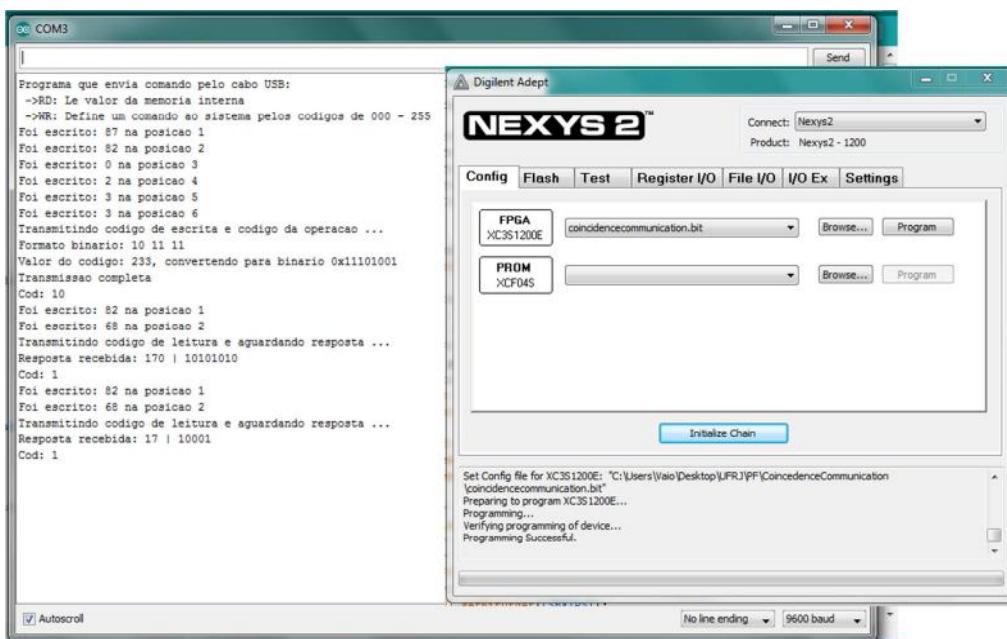 COM3
Send
Programa que envia comando pelo cabo USB:
->RD: Le valor da memoria interna
->WR: Define um comando ao sistema pelos codigos de 000 - 255
Foi escrito: 87 na posicao 1
Foi escrito: 82 na posicao 2
Foi escrito: 0 na posicao 3
Foi escrito: 2 na posicao 4
Foi escrito: 3 na posicao 5
Foi escrito: 3 na posicao 6
Transmitindo codigo de escrita e codigo da operacao ...
Formato binario: 10 11 11
Valor do codigo: 233, convertendo para binario 0x11101001
Transmissao completa
Cod: 10
Foi escrito: 82 na posicao 1
Foi escrito: 68 na posicao 2
Transmitindo codigo de leitura e aguardando resposta ...
Resposta recebida: 170 | 10101010
Cod: 1
Foi escrito: 82 na posicao 1
Foi escrito: 68 na posicao 2
Transmitindo codigo de leitura e aguardando resposta ...
Resposta recebida: 17 | 10001
Cod: 1
Autoscroll
No line ending
9600 baud
Digilent Adept
NEXYS 2™
Connect: Nexys2
Product: Nexys2 - 1200
Config Flash Test Register I/O File I/O I/O Ex Settings
FPGA
XC3S1200E
coincidencecommunication.bit
Browse... Program
PROM
XCF04S
Browse... Program
Initialize Chain
Set Config file for XC3S1200E: "C:\Users\Vaio\Desktop\UFRJ\PF\CoincedenceCommunication
\coincidencecommunication.bit"
Preparing to program XC3S1200E...
Programming...
Verifying programming of device...
Programming Successful.